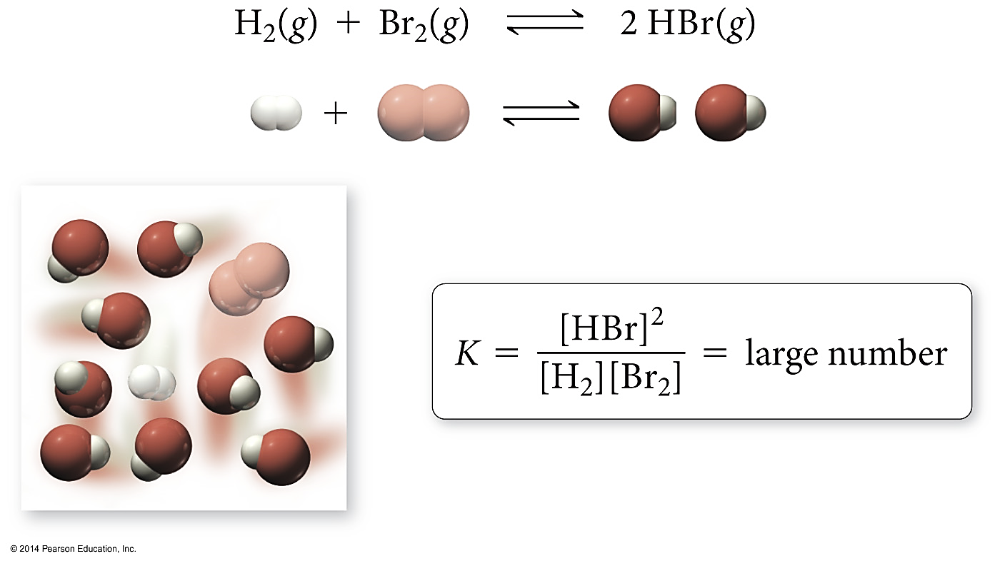 H₂(g) + Br₂(g) ⇌ 2 HBr(g)
+ ⇌
K = [HBr]² / [H₂][Br₂] = large number
© 2014 Pearson Education, Inc.